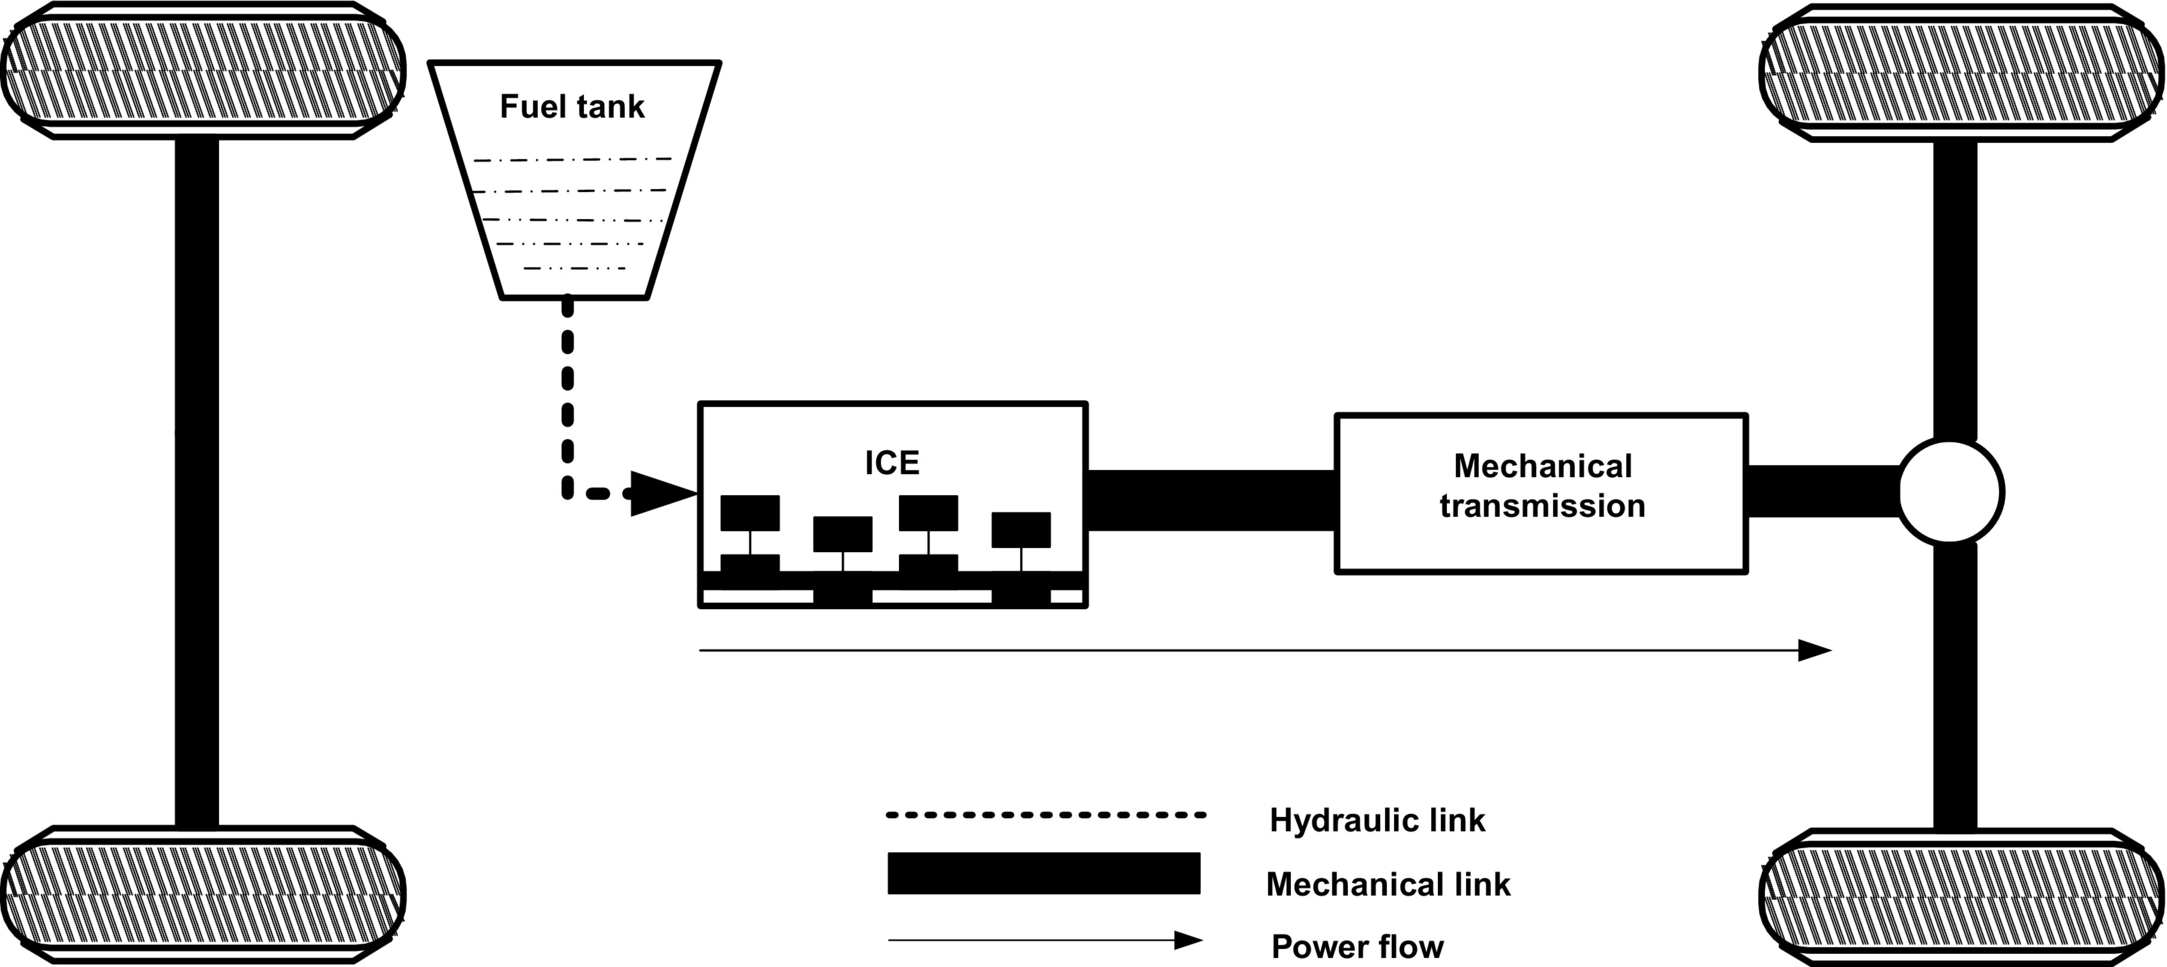 Fuel tank
ICE
Mechanical
transmission
Hydraulic link
Mechanical link
Power flow